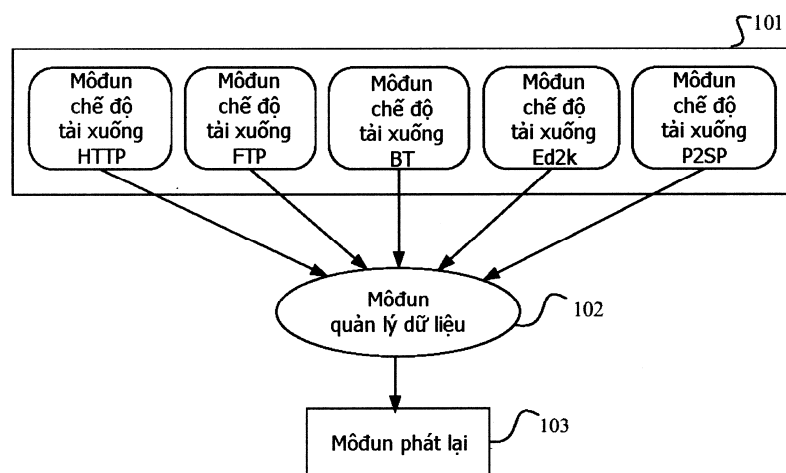 101
Môđun
chế độ
tải xuống
HTTP
Môđun
chế độ
tải xuống
FTP
Môđun
chế độ
tải xuống
BT
Môđun
chế độ
tải xuống
Ed2k
Môđun
chế độ
tải xuống
P2SP
Môđun
quản lý dữ liệu
102
Môđun phát lại
103